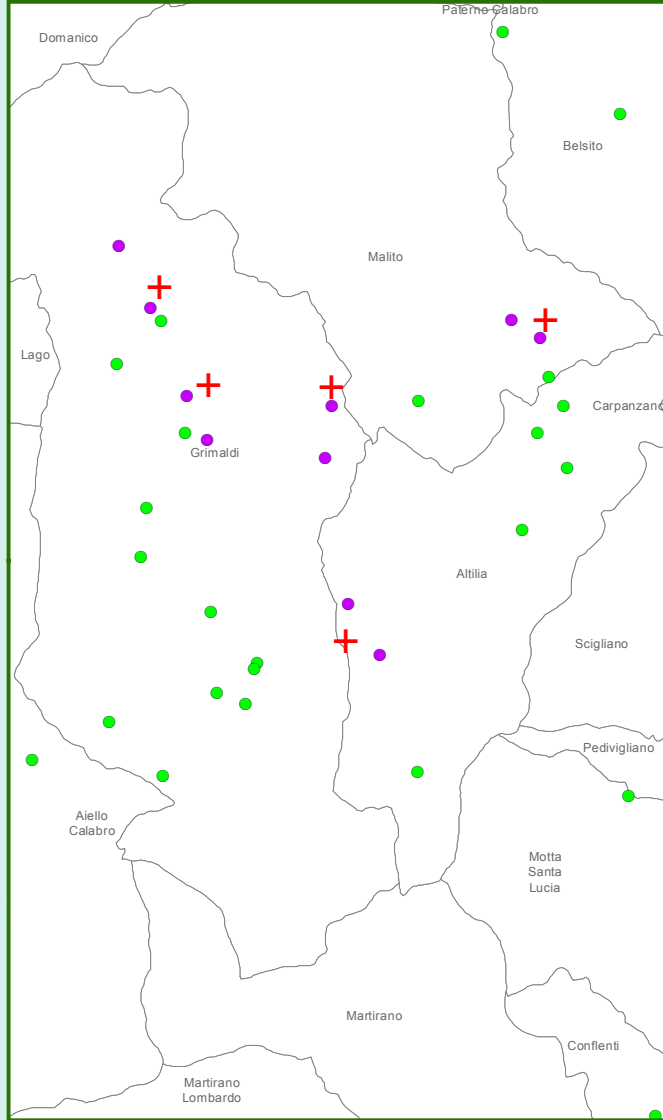 Paterno Calabro
Domanico
Belsito
Malito
Lago
Carpanzano
Grimaldi
Altilia
Scigliano
Pedivigliano
Aiello
Calabro
Motta
Santa
Lucia
Martirano
Conflenti
Martirano
Lombardo